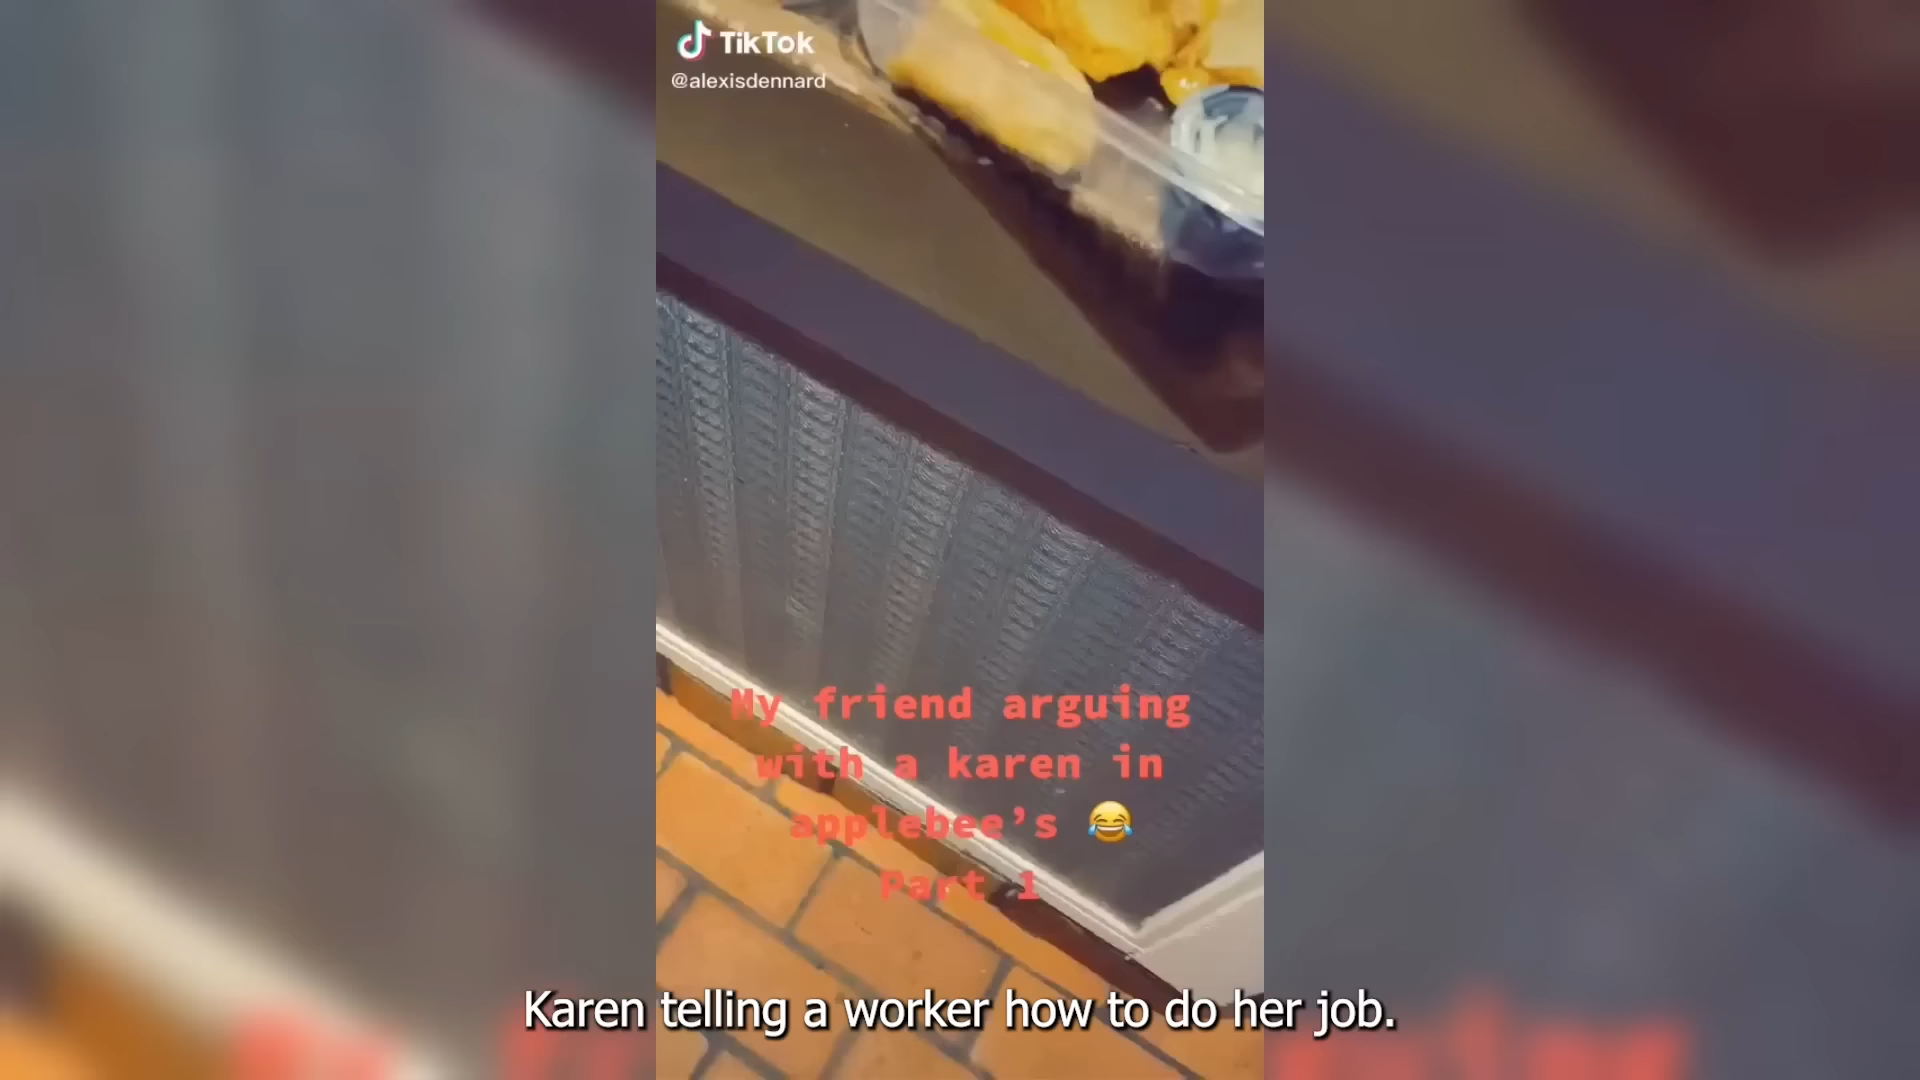 TikTok
@alexisdennard
My friend arguing
with a karen in
applebee's 😂
Part 1
Karen telling a worker how to do her job.